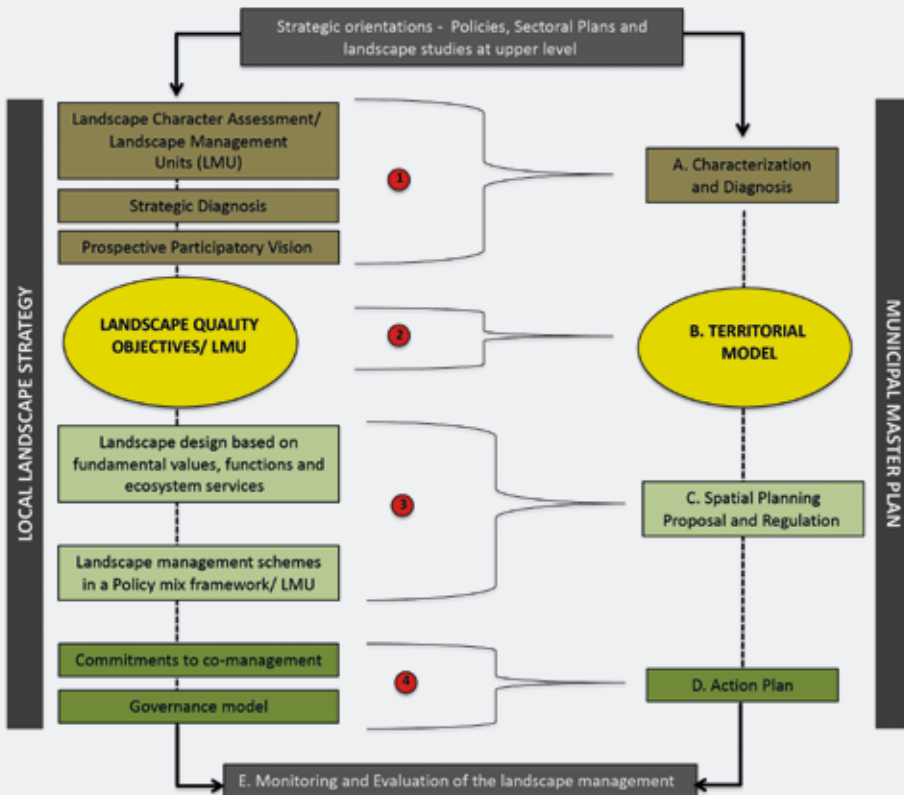 Strategic orientations - Policies, Sectoral Plans and
landscape studies at upper level
LOCAL LANDSCAPE STRATEGY
Landscape Character Assessment/
Landscape Management
Units (LMU)
Strategic Diagnosis
Prospective Participatory Vision
1
A. Characterization
and Diagnosis
LANDSCAPE QUALITY
OBJECTIVES/ LMU
2
B. TERRITORIAL
MODEL
Landscape design based on
fundamental values, functions and
ecosystem services
Landscape management schemes
in a Policy mix framework/ LMU
3
C. Spatial Planning
Proposal and Regulation
Commitments to co-management
Governance model
4
D. Action Plan
MUNICIPAL MASTER PLAN
E. Monitoring and Evaluation of the landscape management